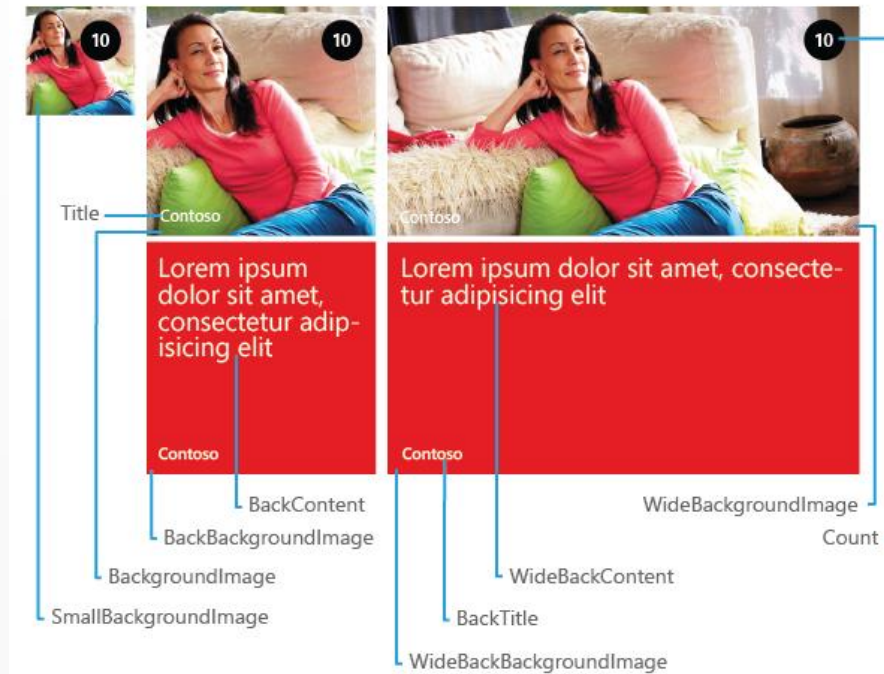 10
10
10
Title
Contoso
Contoso
Lorem ipsum
dolor sit amet,
consectetur adip-
isicing elit
Contoso
Lorem ipsum dolor sit amet, consecte-
tur adipisicing elit
Contoso
BackContent
WideBackgroundImage
BackBackgroundImage
Count
BackgroundImage
WideBackContent
SmallBackgroundImage
BackTitle
WideBackBackgroundImage